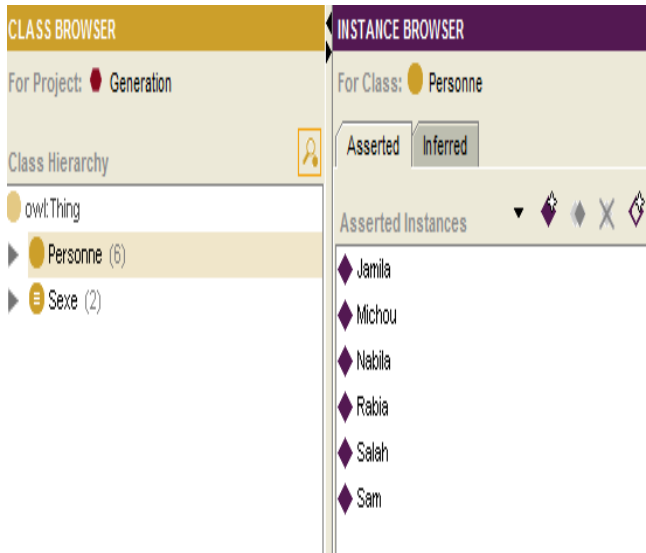 CLASS BROWSER
For Project: Generation
Class Hierarchy
owl:Thing
Personne (6)
Sexe (2)
INSTANCE BROWSER
For Class: Personne
Asserted Inferred
Asserted Instances
Jamila
Michou
Nabila
Rabia
Salah
Sam